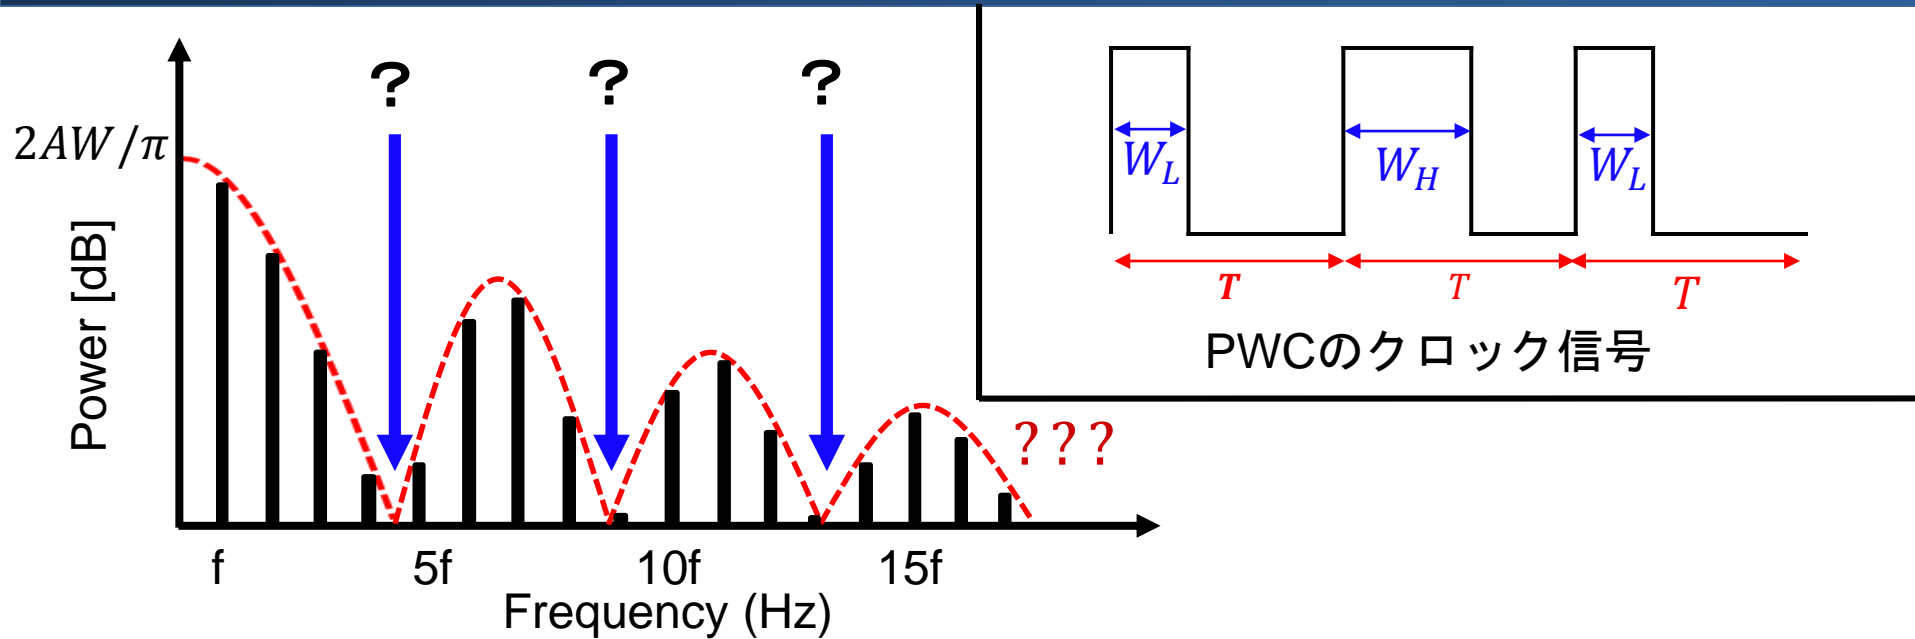 ? ? ?
2AW/π
Power [dB]
f 5f 10f 15f
Frequency (Hz)
???
W_L W_H W_L
T T T
PWCのクロック信号